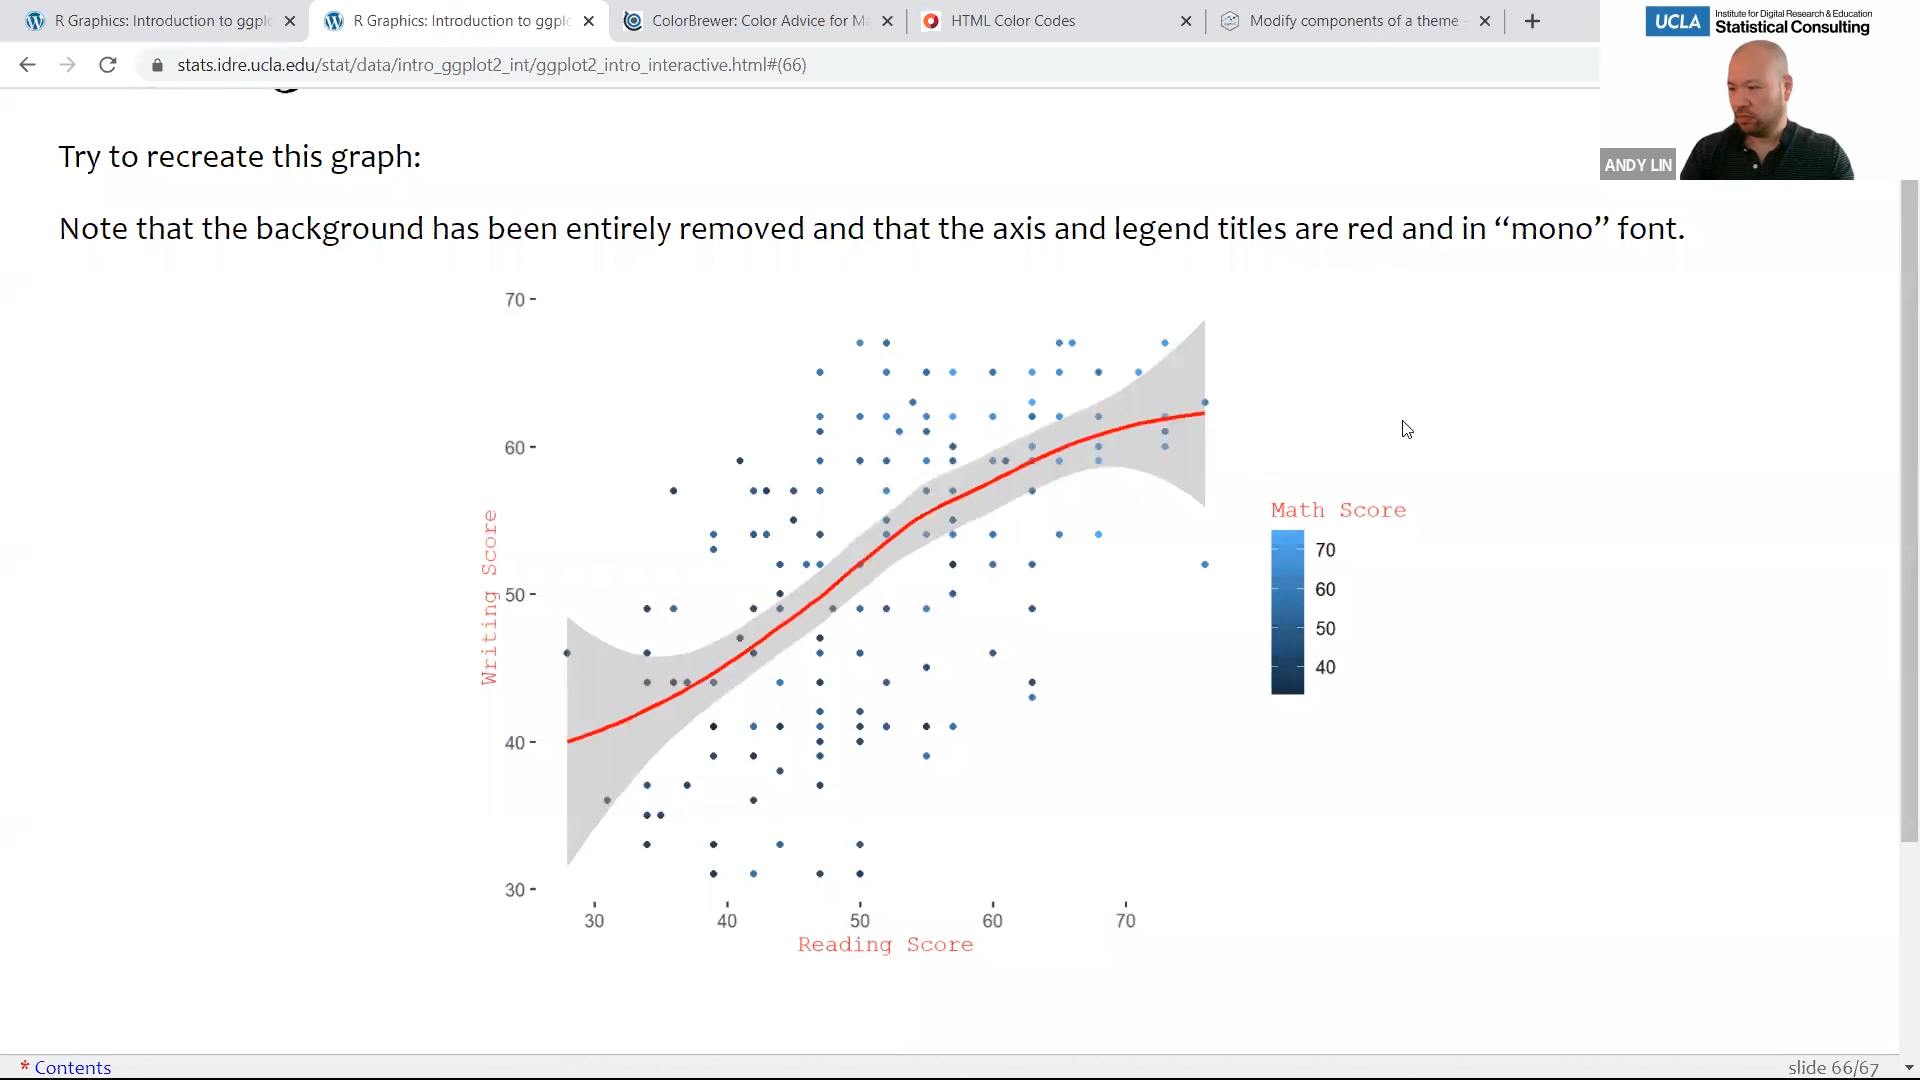 R Graphics: Introduction to ggpl
R Graphics: Introduction to ggpl
ColorBrewer: Color Advice for Ma
HTML Color Codes
Modify components of a theme
stats.idre.ucla.edu/stat/data/intro_ggplot2_int/ggplot2_intro_interactive.html#(66)
UCLA
Institute for Digital Research & Education
Statistical Consulting
ANDY LIN
Try to recreate this graph:
Note that the background has been entirely removed and that the axis and legend titles are red and in “mono” font.
70
60
50
40
30
Writing Score
30 40 50 60 70
Reading Score
Math Score
70
60
50
40
* Contents
slide 66/67